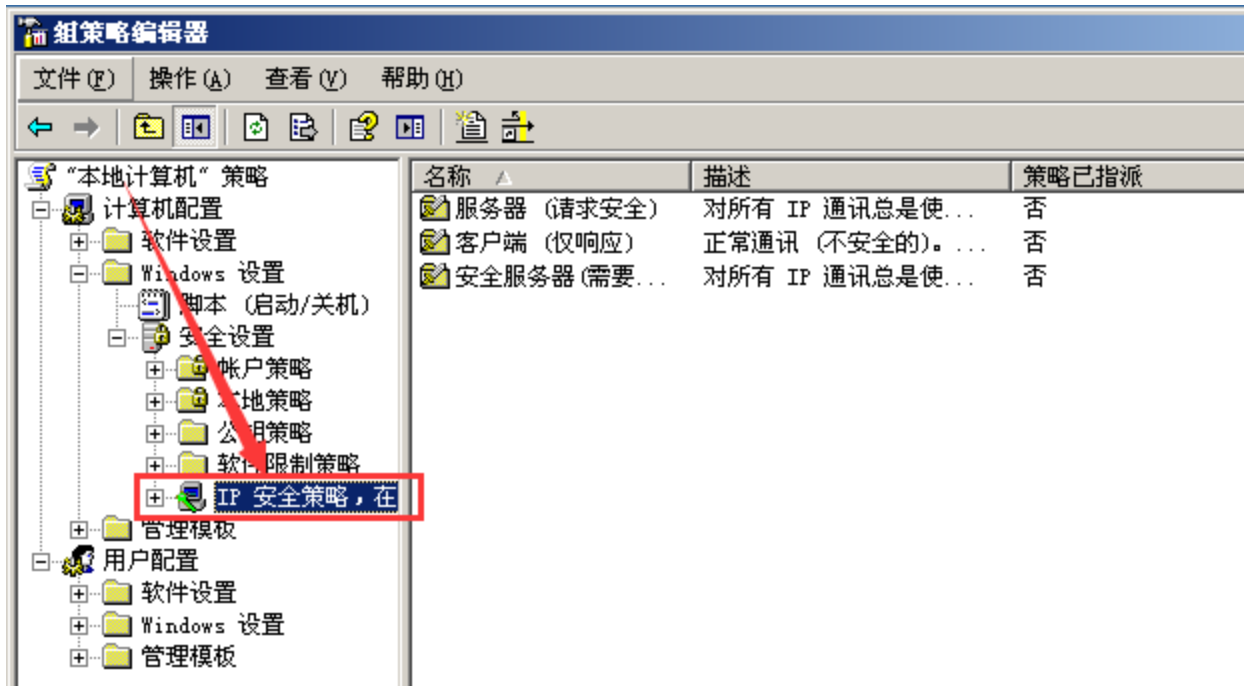 组策略编辑器
文件(F) 操作(A) 查看(V) 帮助(H)
“本地计算机”策略
名称 描述 策略已指派
计算机配置
服务器 (请求安全) 对所有 IP 通讯总是使... 否
软件设置
客户端 (仅响应) 正常通讯 (不安全的)。 ... 否
Windows 设置
安全服务器(需要... 对所有 IP 通讯总是使... 否
脚本 (启动/关机)
安全设置
帐户策略
本地策略
公钥策略
软件限制策略
IP 安全策略，在
管理模板
用户配置
软件设置
Windows 设置
管理模板